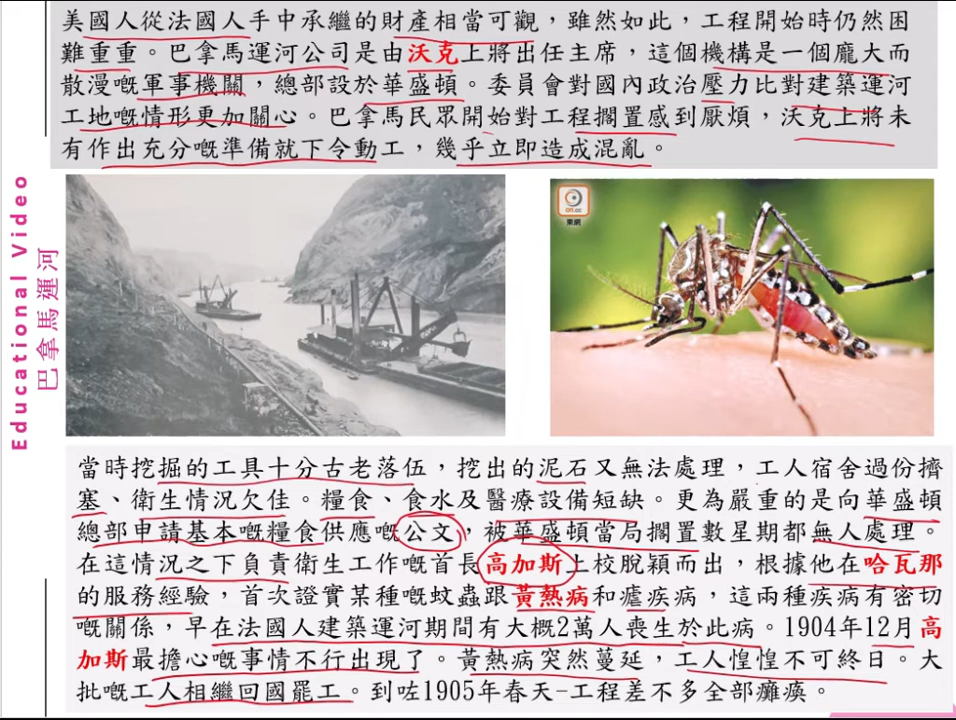 美國人從法國人手中承繼的財產相當可觀，雖然如此，工程開始時仍然困
難重重。巴拿馬運河公司是由沃克上將出任主席，這個機構是一個龐大而
散漫嘅軍事機關，總部設於華盛頓。委員會對國內政治壓力比對建築運河
工地嘅情形更加關心。巴拿馬民眾開始對工程擱置感到厭煩，沃克上將未
有作出充分嘅準備就下令動工，幾乎立即造成混亂。
Educational Video
巴拿馬運河
on.cc
東網
當時挖掘的工具十分古老落伍，挖出的泥石又無法處理，工人宿舍過份擠
塞、衛生情況欠佳。糧食、食水及醫療設備短缺。更為嚴重的是向華盛頓
總部申請基本嘅糧食供應嘅公文，被華盛頓當局擱置數星期都無人處理。
在這情況之下負責衛生工作嘅首長高加斯上校脫穎而出，根據他在哈瓦那
的服務經驗，首次證實某種嘅蚊蟲跟黃熱病和瘧疾病，這兩種疾病有密切
嘅關係，早在法國人建築運河期間有大概2萬人喪生於此病。1904年12月高
加斯最擔心嘅事情不行出現了。黃熱病突然蔓延，工人惶惶不可終日。大
批嘅工人相繼回國罷工。到咗1905年春天-工程差不多全部癱瘓。